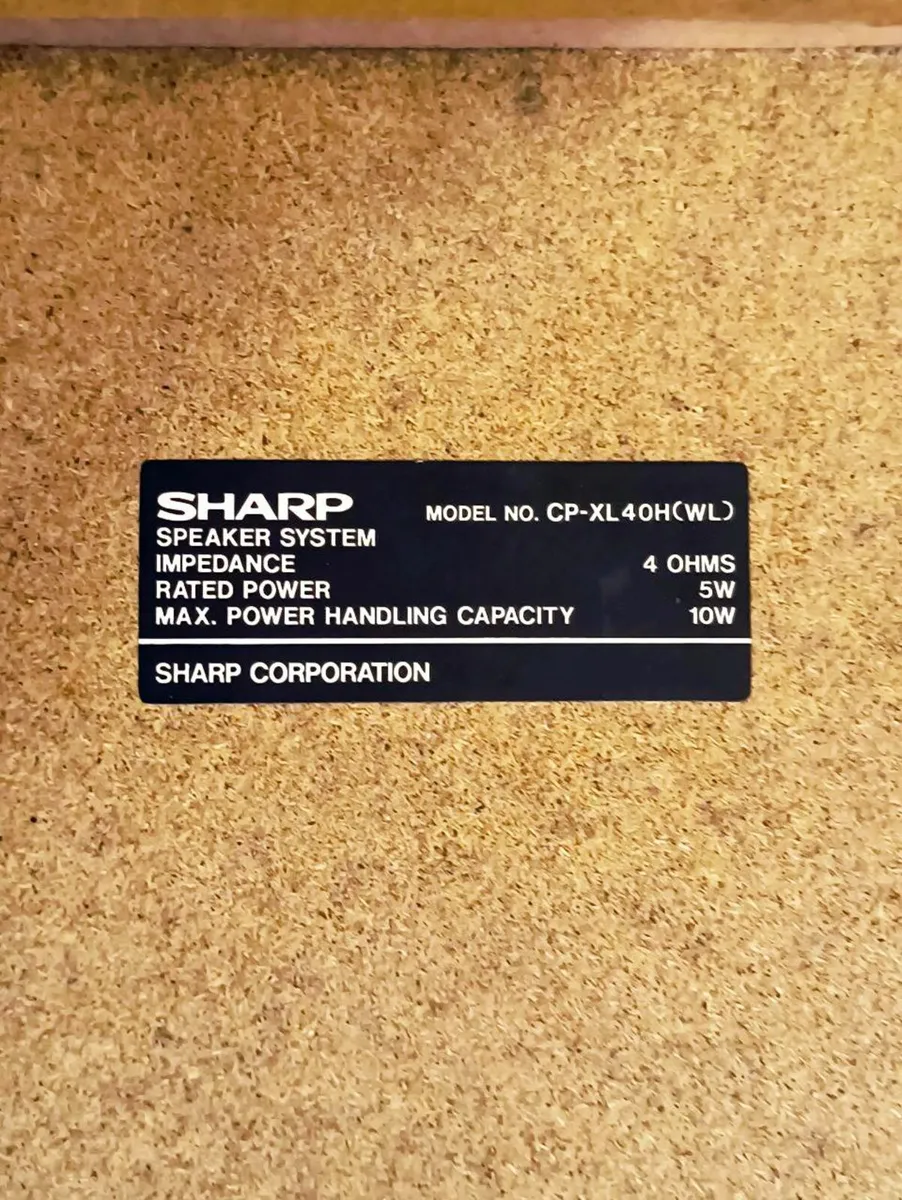 SHARP MODEL NO. CP-XL40H(WL)
SPEAKER SYSTEM
IMPEDANCE 4 OHMS
RATED POWER 5W
MAX. POWER HANDLING CAPACITY 10W
SHARP CORPORATION